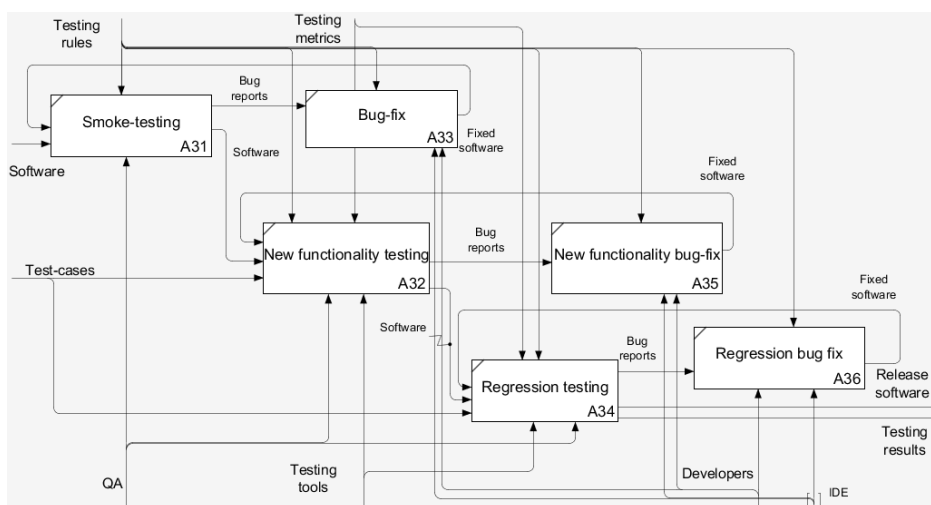 Testing
rules
Testing
metrics
Bug
reports
Smoke-testing
A31
Bug-fix
A33
Software
Software
Fixed
software
Fixed
software
New functionality testing
A32
Bug
reports
New functionality bug-fix
A35
Test-cases
Fixed
software
Software
Bug
reports
Regression testing
A34
Regression bug fix
A36
Release
software
Testing
results
QA
Testing
tools
Developers
IDE